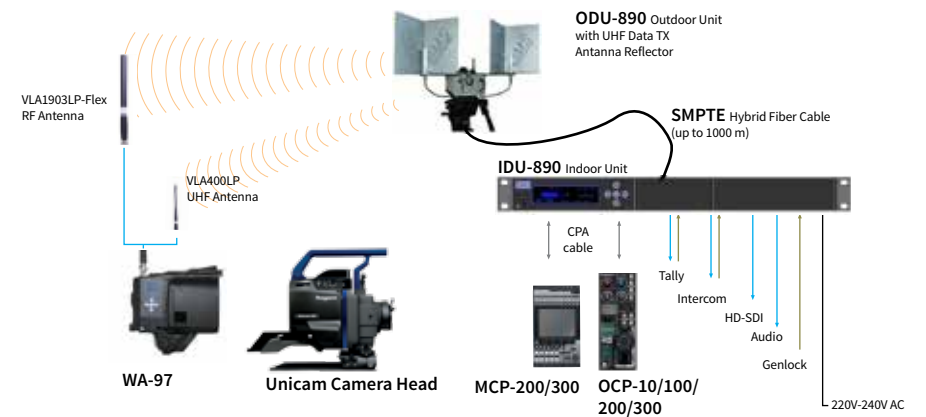 ODU-890 Outdoor Unit
with UHF Data TX
Antanna Reflector
VLA1903LP-Flex
RF Antenna
SMPTE Hybrid Fiber Cable
(up to 1000 m)
IDU-890 Indoor Unit
VLA400LP
UHF Antenna
CPA
cable
Tally
Intercom
HD-SDI
Audio
Genlock
WA-97
Unicam Camera Head
MCP-200/300
OCP-10/100/
200/300
220V-240V AC